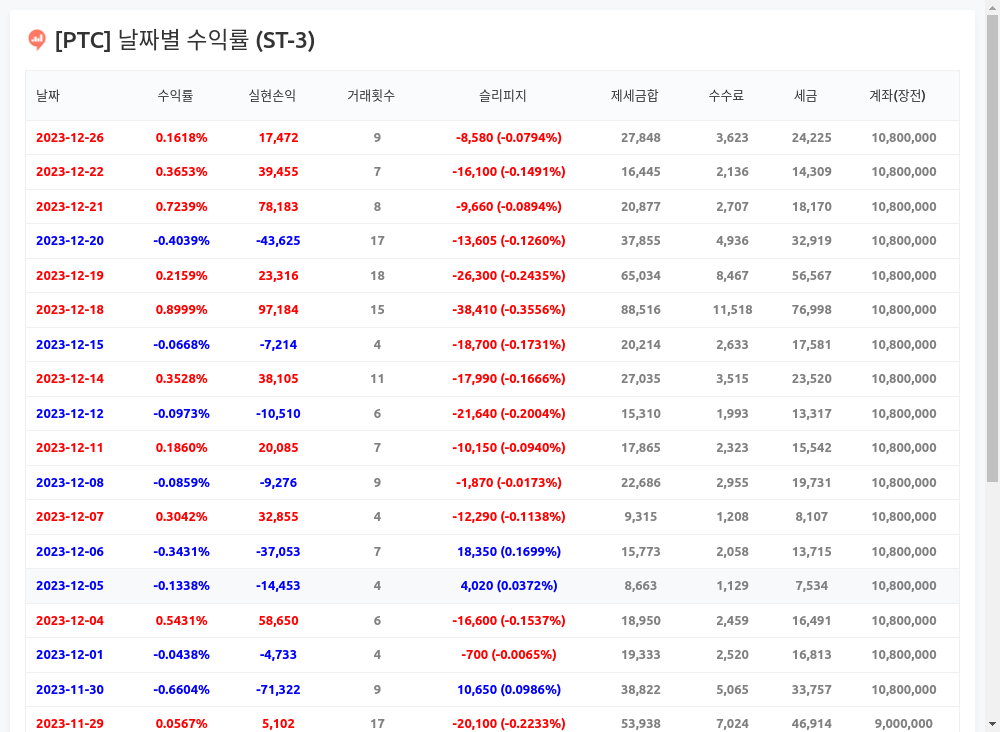 [PTC] 날짜별 수익률 (ST-3)
날짜 수익률 실현손익 거래횟수 슬리피지 제세금합 수수료 세금 계좌(장전)
2023-12-26 0.1618% 17,472 9 -8,580 (-0.0794%) 27,848 3,623 24,225 10,800,000
2023-12-22 0.3653% 39,455 7 -16,100 (-0.1491%) 16,445 2,136 14,309 10,800,000
2023-12-21 0.7239% 78,183 8 -9,660 (-0.0894%) 20,877 2,707 18,170 10,800,000
2023-12-20 -0.4039% -43,625 17 -13,605 (-0.1260%) 37,855 4,936 32,919 10,800,000
2023-12-19 0.2159% 23,316 18 -26,300 (-0.2435%) 65,034 8,467 56,567 10,800,000
2023-12-18 0.8999% 97,184 15 -38,410 (-0.3556%) 88,516 11,518 76,998 10,800,000
2023-12-15 -0.0668% -7,214 4 -18,700 (-0.1731%) 20,214 2,633 17,581 10,800,000
2023-12-14 0.3528% 38,105 11 -17,990 (-0.1666%) 27,035 3,515 23,520 10,800,000
2023-12-12 -0.0973% -10,510 6 -21,640 (-0.2004%) 15,310 1,993 13,317 10,800,000
2023-12-11 0.1860% 20,085 7 -10,150 (-0.0940%) 17,865 2,323 15,542 10,800,000
2023-12-08 -0.0859% -9,276 9 -1,870 (-0.0173%) 22,686 2,955 19,731 10,800,000
2023-12-07 0.3042% 32,855 4 -12,290 (-0.1138%) 9,315 1,208 8,107 10,800,000
2023-12-06 -0.3431% -37,053 7 18,350 (0.1699%) 15,773 2,058 13,715 10,800,000
2023-12-05 -0.1338% -14,453 4 4,020 (0.0372%) 8,663 1,129 7,534 10,800,000
2023-12-04 0.5431% 58,650 6 -16,600 (-0.1537%) 18,950 2,459 16,491 10,800,000
2023-12-01 -0.0438% -4,733 4 -700 (-0.0065%) 19,333 2,520 16,813 10,800,000
2023-11-30 -0.6604% -71,322 9 10,650 (0.0986%) 38,822 5,065 33,757 10,800,000
2023-11-29 0.0567% 5,102 17 -20,100 (-0.2233%) 53,938 7,024 46,914 9,000,000